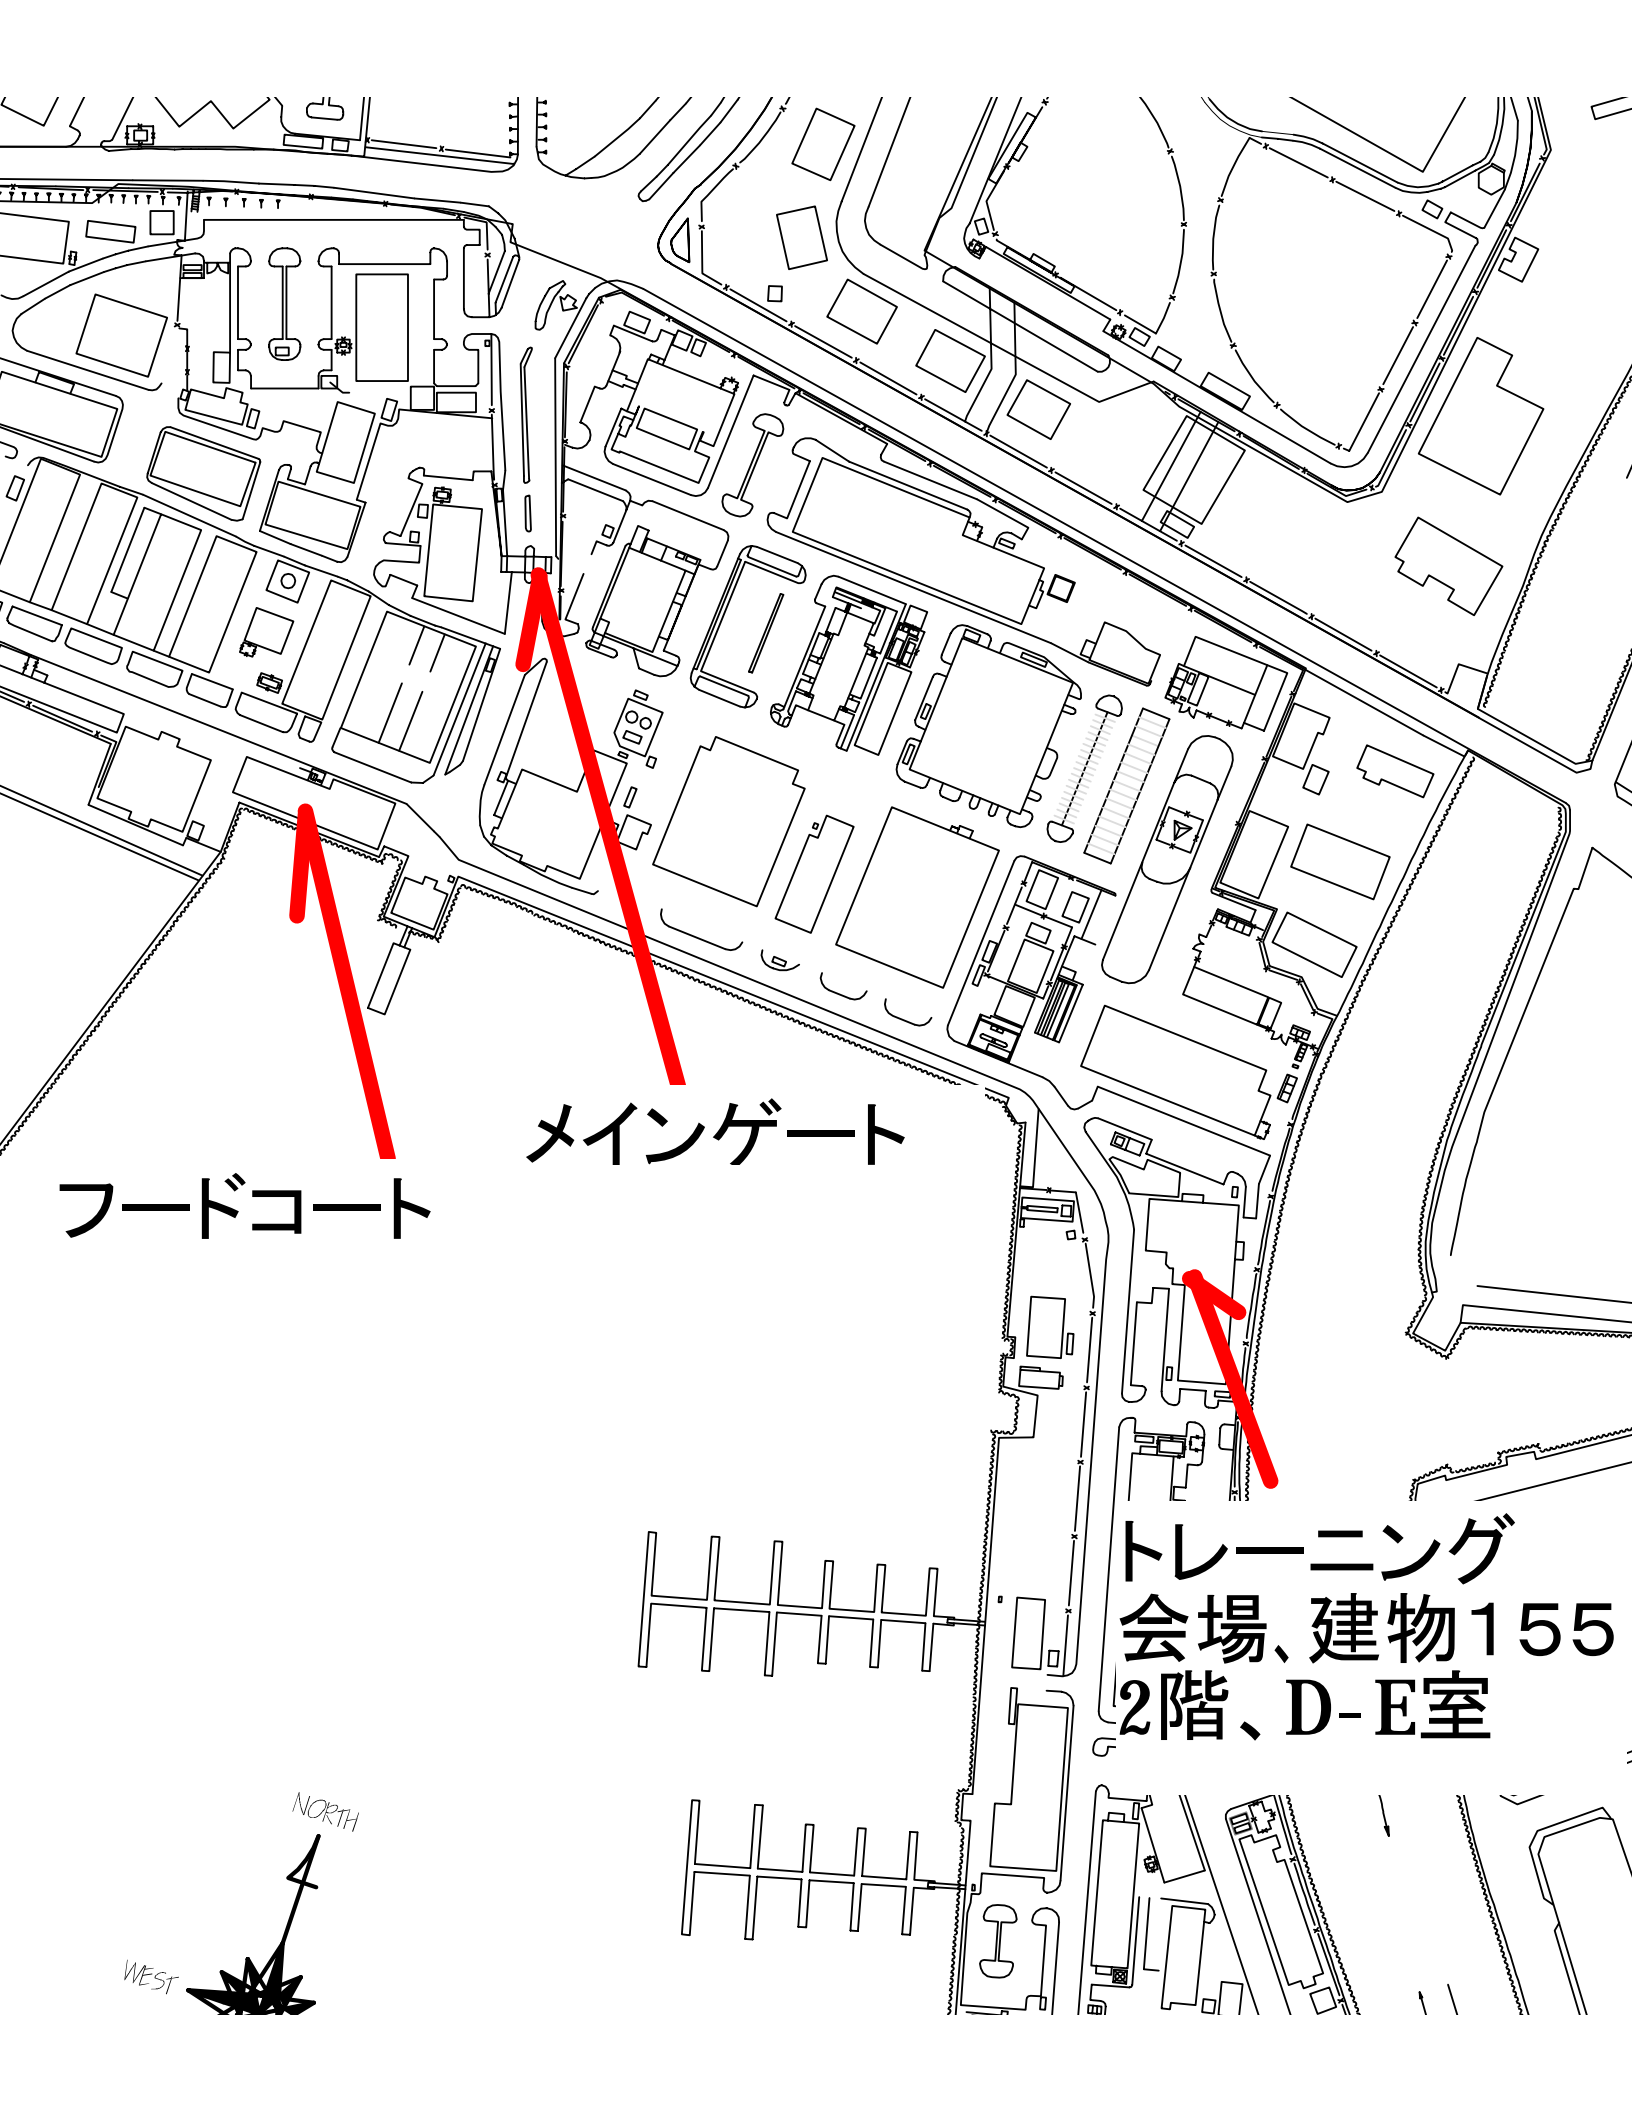 メインゲート
フードコート
トレーニング
会場、建物155
2階、D-E室
NORTH
WEST